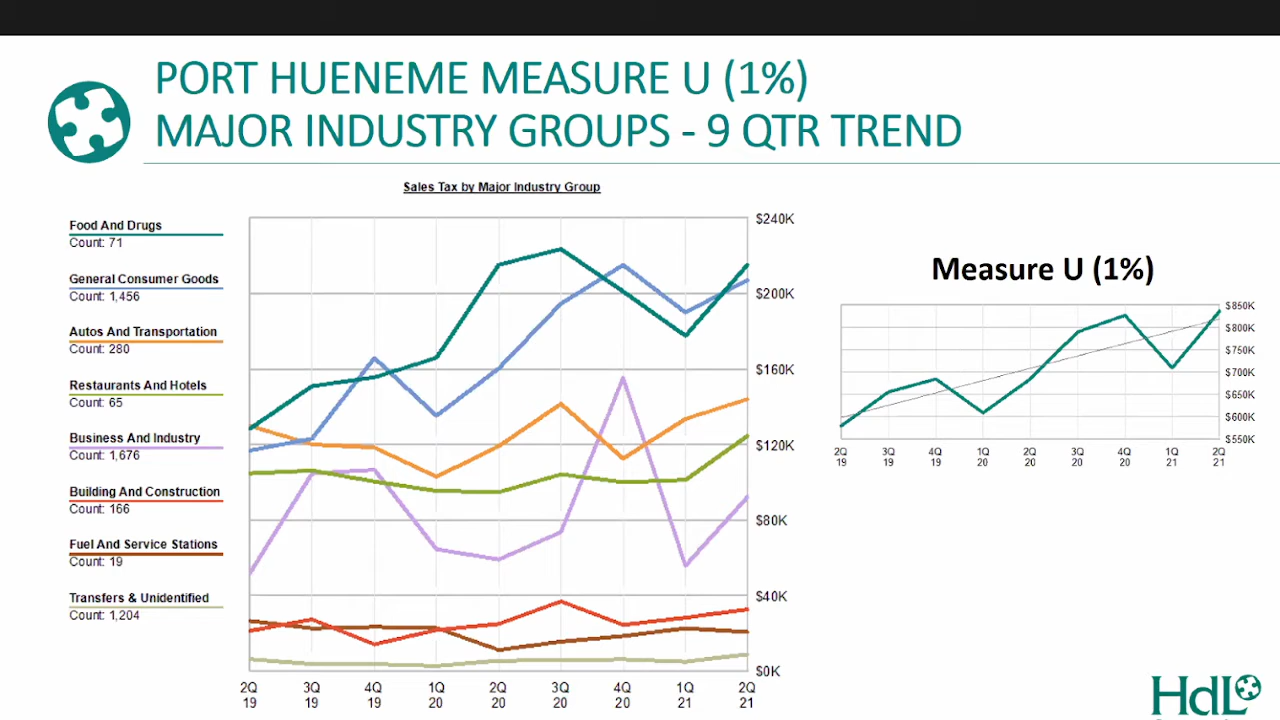 PORT HUENEME MEASURE U (1%)
MAJOR INDUSTRY GROUPS - 9 QTR TREND
Sales Tax by Major Industry Group
Food And Drugs
Count: 71
General Consumer Goods
Count: 1,456
Autos And Transportation
Count: 280
Restaurants And Hotels
Count: 65
Business And Industry
Count: 1,676
Building And Construction
Count: 166
Fuel And Service Stations
Count: 19
Transfers & Unidentified
Count: 1,204
$240K
$200K
$160K
$120K
$80K
$40K
$0K
2Q 3Q 4Q 1Q 2Q 3Q 4Q 1Q 2Q
19 19 19 20 20 20 20 21 21
Measure U (1%)
$850K
$800K
$750K
$700K
$650K
$600K
$550K
2Q 3Q 4Q 1Q 2Q 3Q 4Q 1Q 2Q
19 19 19 20 20 20 20 21 21
HdL